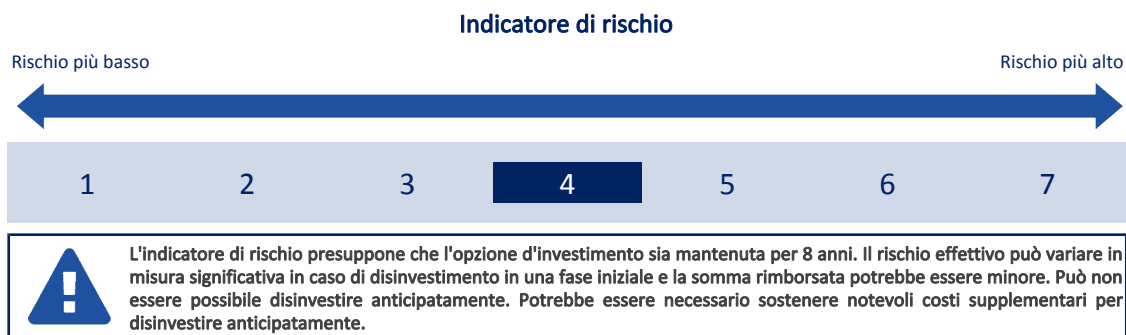 Indicatore di rischio
Rischio più basso
Rischio più alto
1 2 3 4 5 6 7
L'indicatore di rischio presuppone che l'opzione d'investimento sia mantenuta per 8 anni. Il rischio effettivo può variare in
misura significativa in caso di disinvestimento in una fase iniziale e la somma rimborsata potrebbe essere minore. Può non
essere possibile disinvestire anticipatamente. Potrebbe essere necessario sostenere notevoli costi supplementari per
disinvestire anticipatamente.